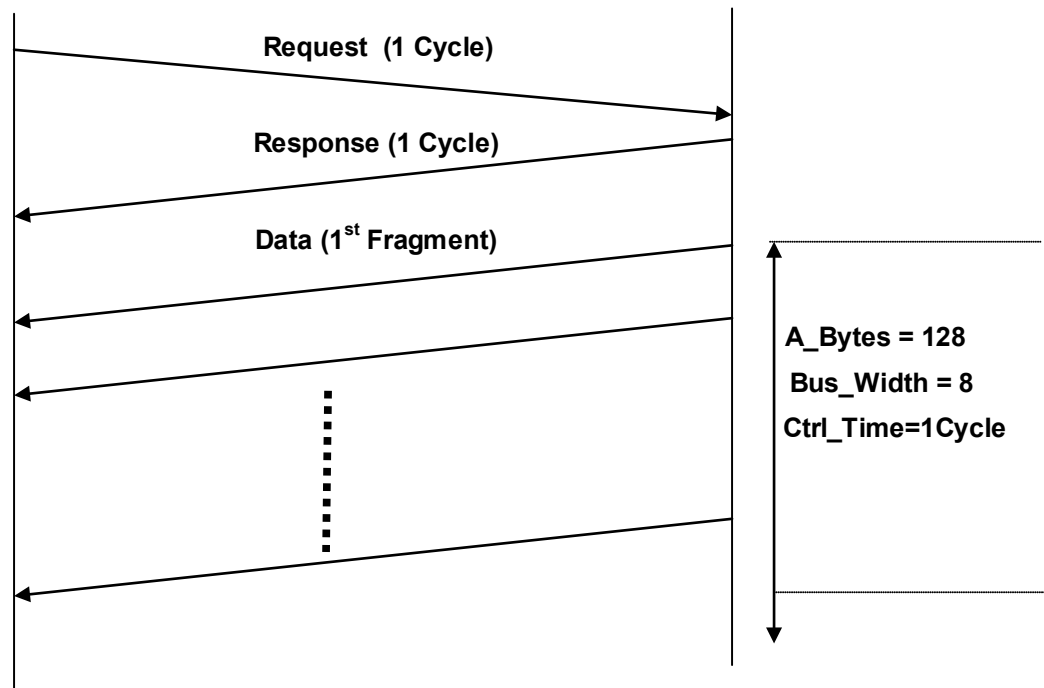 Request (1 Cycle)
Response (1 Cycle)
Data (1st Fragment)
A_Bytes = 128
Bus_Width = 8
Ctrl_Time=1Cycle